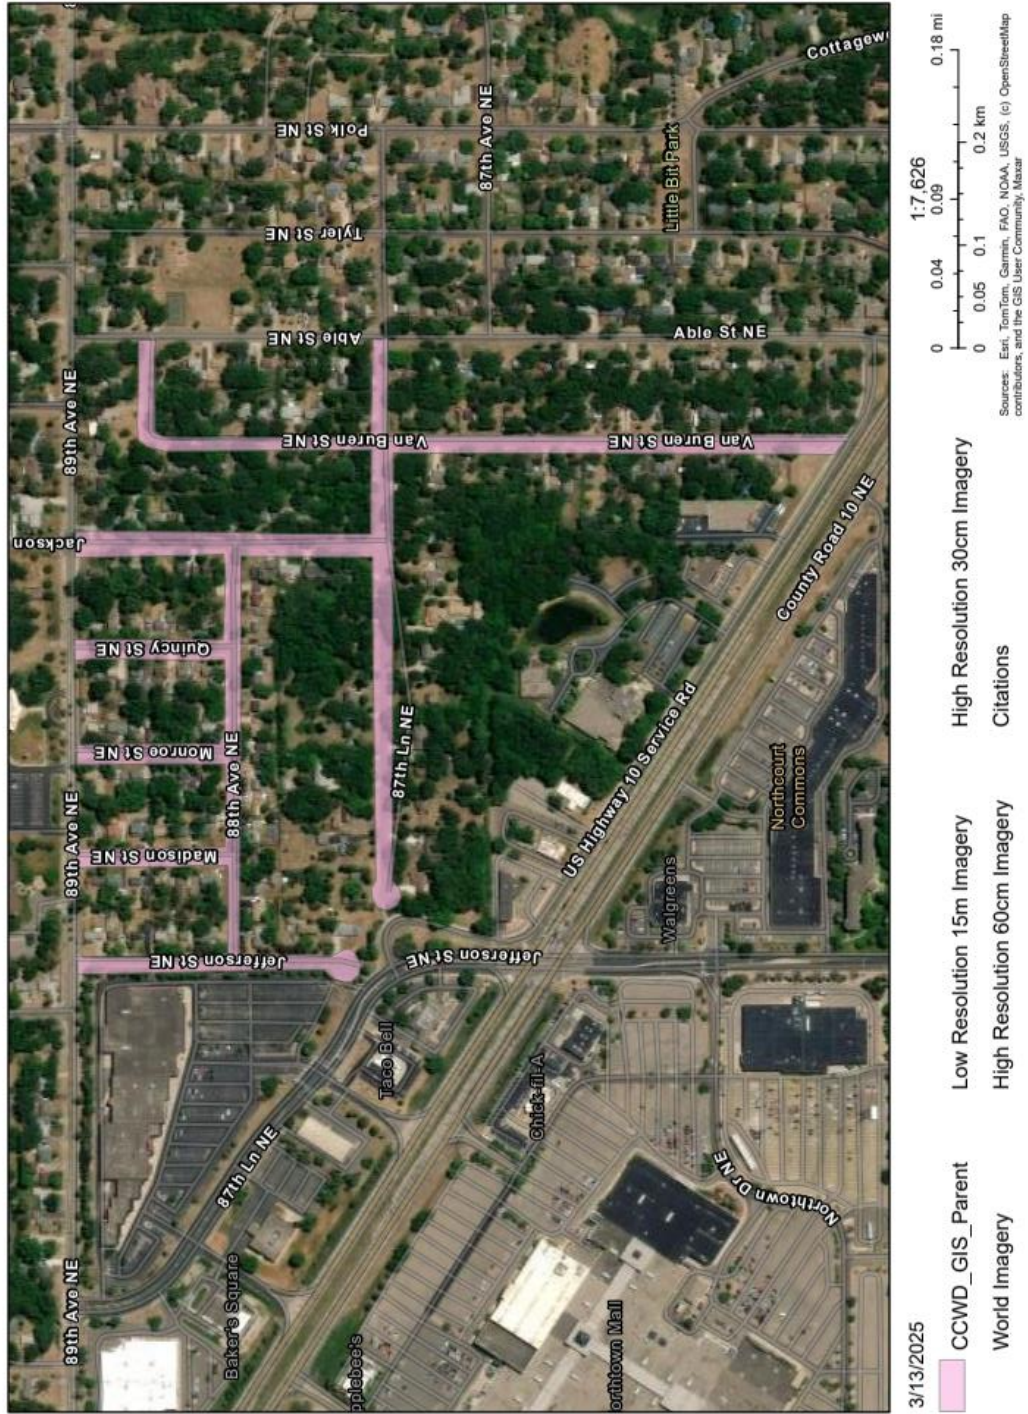 89th Ave NE
89th Ave NE
89th Ave NE
Jackson
Madison St NE
Monroe St NE
Quincy St NE
Jefferson St NE
88th Ave NE
Baker's Square
87th Ln NE
Van Buren St NE
Able St NE
Tyler St NE
Polk St NE
pplebee's
Taco Bell
Jefferson St NE
87th Ln NE
87th Ave NE
Chick-fil-A
US Highway 10 Service Rd
orthtown Mall
Walgreens
Van Buren St NE
Able St NE
Little Bit Park
Northtown Dr NE
Northcourt
Commons
County Road 10 NE
Cottagew
3/13/2025
1:7,626
0 0.04 0.09 0.18 mi
0 0.05 0.1 0.2 km
CCWD_GIS_Parent
World Imagery
Low Resolution 15m Imagery
High Resolution 60cm Imagery
High Resolution 30cm Imagery
Citations
Sources: Esri, TomTom, Garmin, FAO, NOAA, USGS, (c) OpenStreetMap
contributors, and the GIS User Community, Maxar